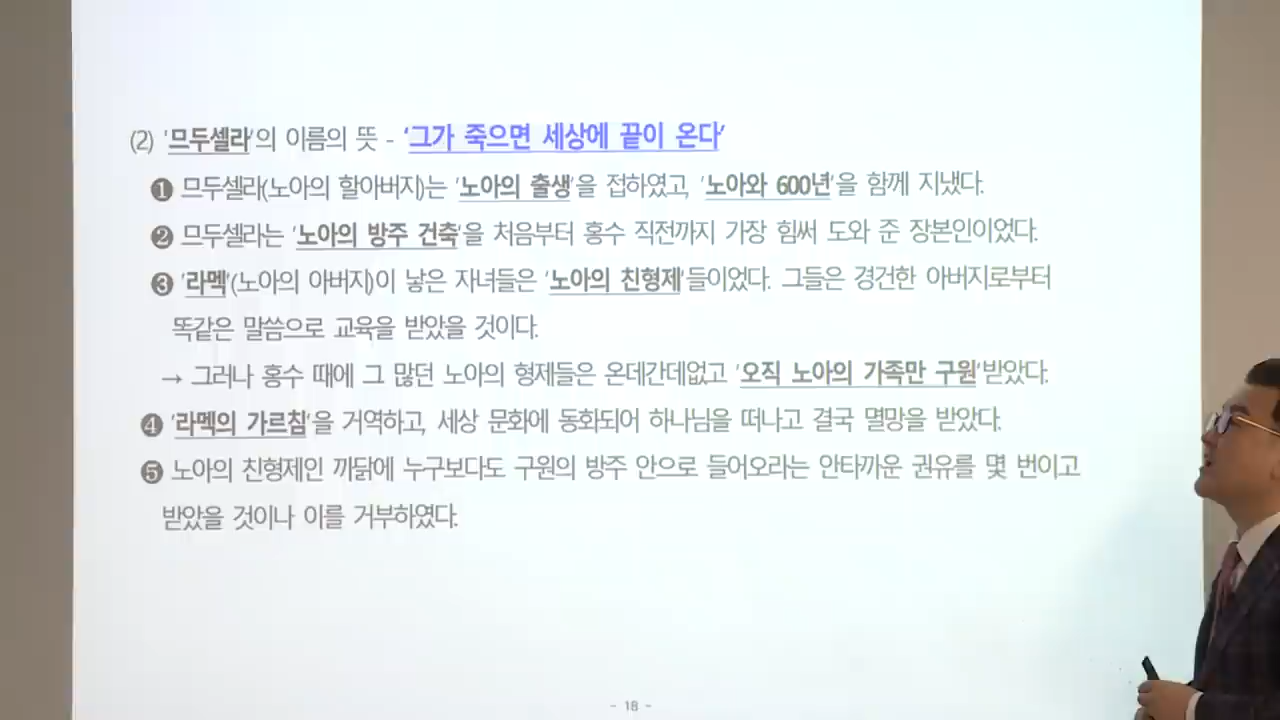 (2) '므두셀라'의 이름의 뜻 - '그가 죽으면 세상에 끝이 온다'
❶ 므두셀라(노아의 할아버지)는 '노아의 출생'을 접하였고, '노아와 600년'을 함께 지냈다.
❷ 므두셀라는 '노아의 방주 건축'을 처음부터 홍수 직전까지 가장 힘써 도와 준 장본인이었다.
❸ '라멕'(노아의 아버지)이 낳은 자녀들은 '노아의 친형제'들이었다. 그들은 경건한 아버지로부터
똑같은 말씀으로 교육을 받았을 것이다.
→ 그러나 홍수 때에 그 많던 노아의 형제들은 온데간데없고 '오직 노아의 가족만 구원'받았다.
❹ '라멕의 가르침'을 거역하고, 세상 문화에 동화되어 하나님을 떠나고 결국 멸망을 받았다.
❺ 노아의 친형제인 까닭에 누구보다도 구원의 방주 안으로 들어오라는 안타까운 권유를 몇 번이고
받았을 것이나 이를 거부하였다.
- 18 -